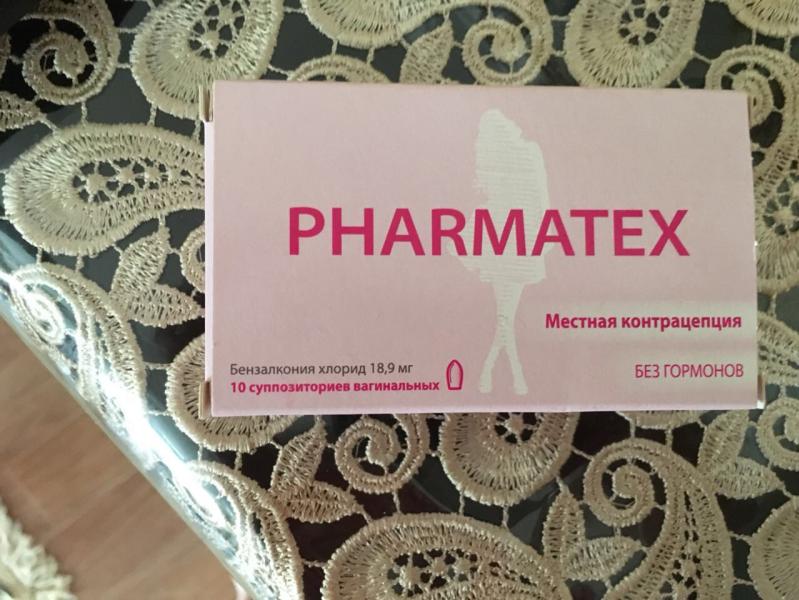 PHARMATEX
Местная контрацепция
Бензалкония хлорид 18,9 мг
БЕЗ ГОРМОНОВ
10 суппозиториев вагинальных